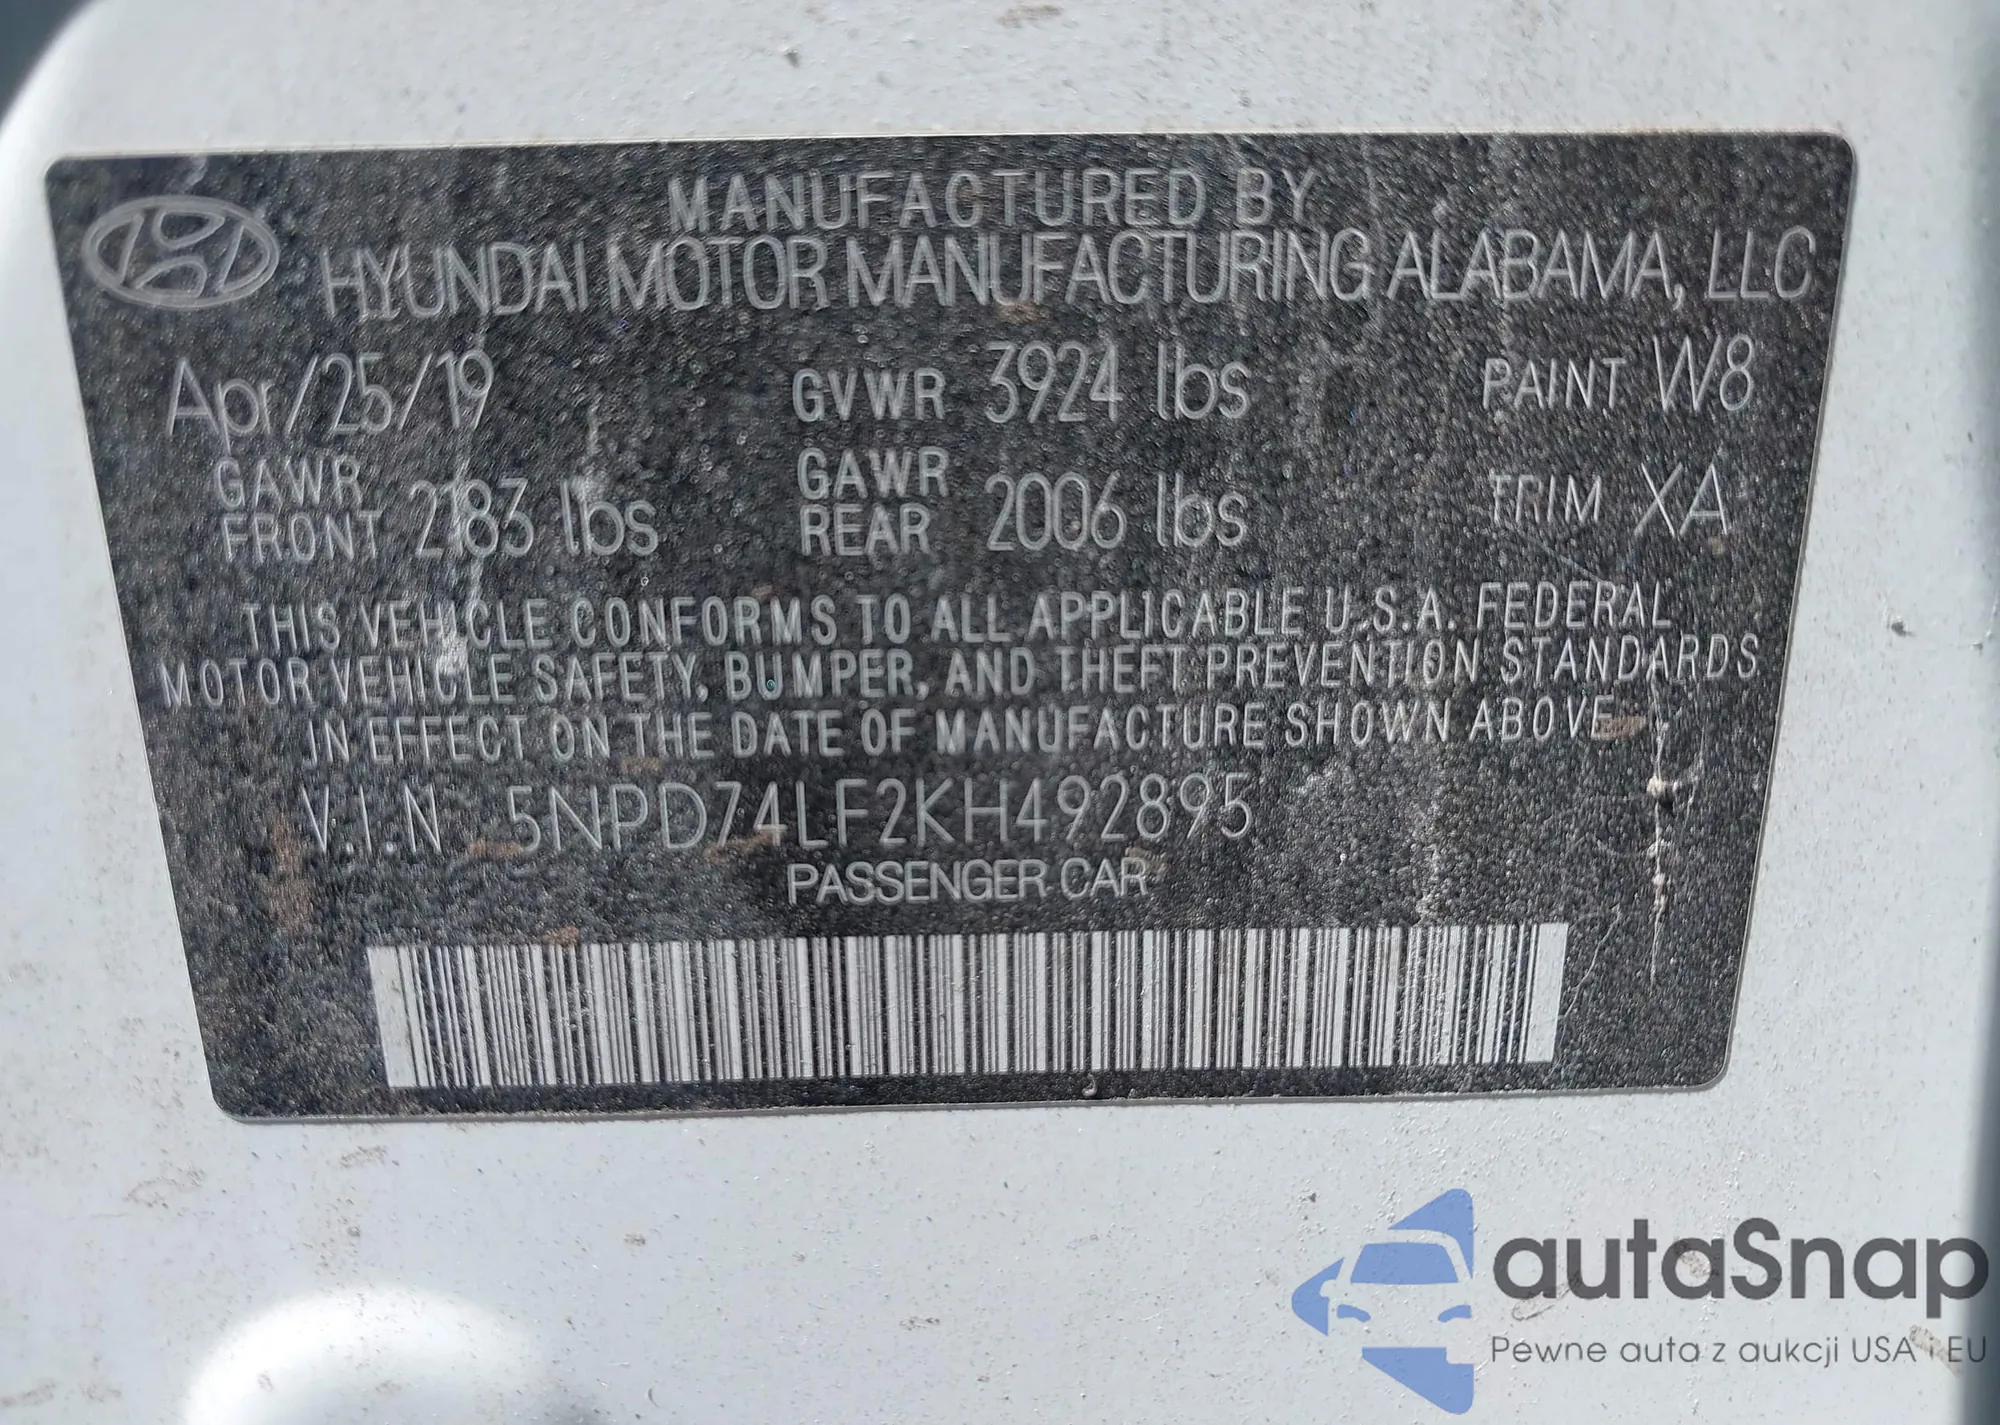 MANUFACTURED BY
HYUNDAI MOTOR MANUFACTURING ALABAMA, LLC
Apr/25/19 GVWR 3924 lbs PAINT W8
GAWR FRONT 2183 lbs GAWR REAR 2006 lbs TRIM XA
THIS VEHICLE CONFORMS TO ALL APPLICABLE U.S.A. FEDERAL
MOTOR VEHICLE SAFETY, BUMPER, AND THEFT PREVENTION STANDARDS
IN EFFECT ON THE DATE OF MANUFACTURE SHOWN ABOVE
V.I.N 5NPD74LF2KH492895
PASSENGER CAR
autaSnap
Pewne auta z aukcji USA i EU